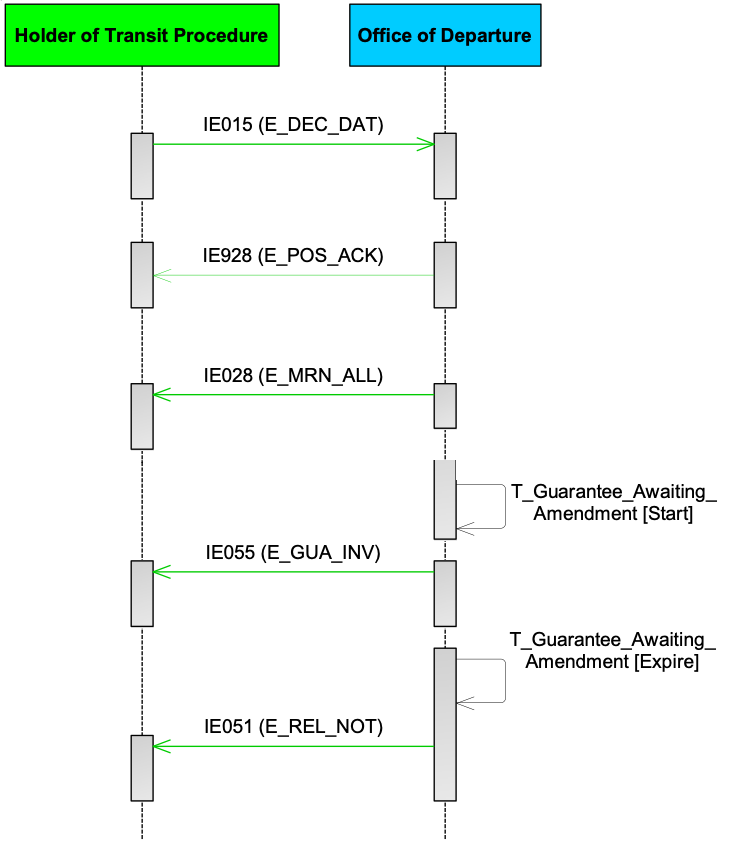 Holder of Transit Procedure
Office of Departure
IE015 (E_DEC_DAT)
IE928 (E_POS_ACK)
IE028 (E_MRN_ALL)
T_Guarantee_Awaiting_
Amendment [Start]
IE055 (E_GUA_INV)
T_Guarantee_Awaiting_
Amendment [Expire]
IE051 (E_REL_NOT)